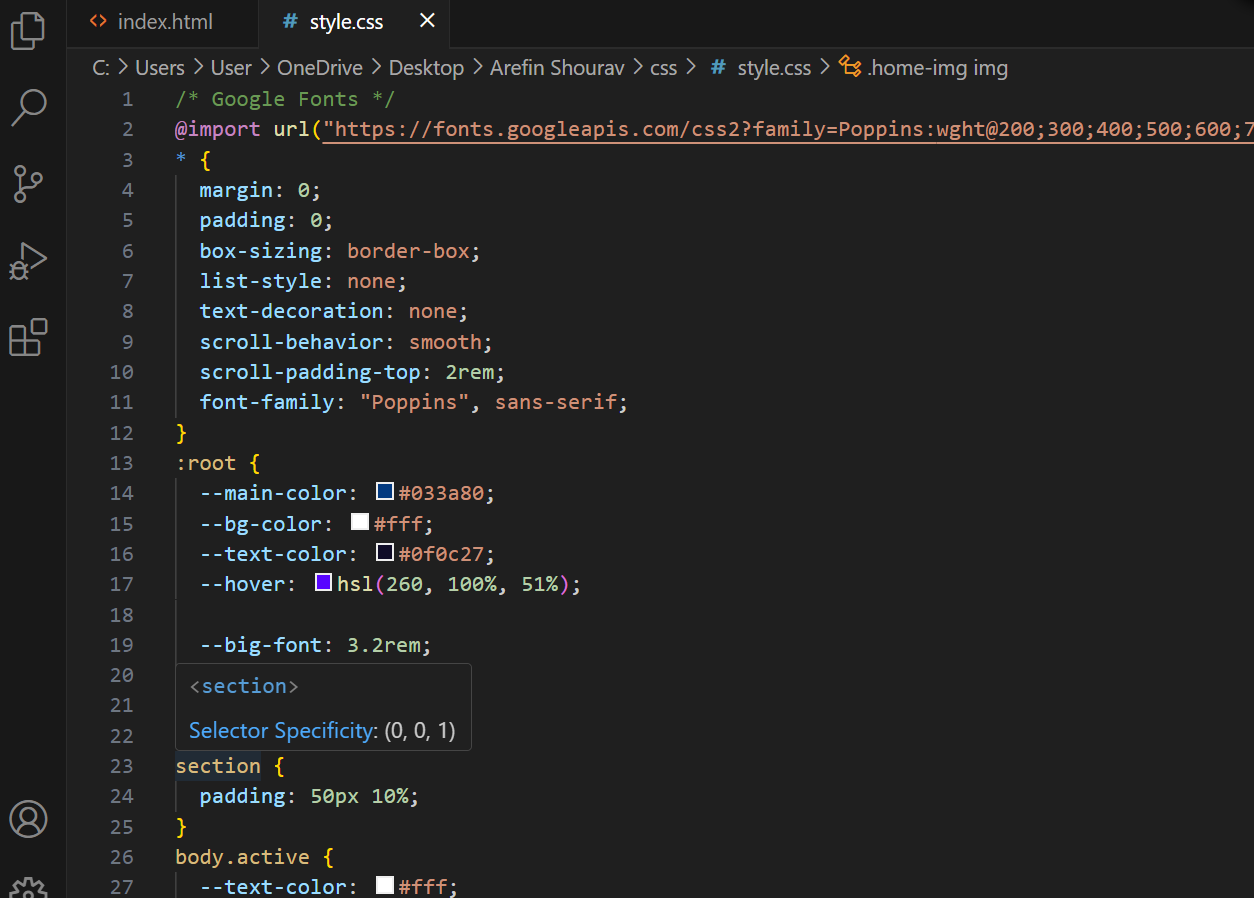 index.html
style.css
C: > Users > User > OneDrive > Desktop > Arefin Shourav > css > # style.css > .home-img img
1 /* Google Fonts */
2 @import url("https://fonts.googleapis.com/css2?family=Poppins:wght@200;300;400;500;600;7
3 * {
4 margin: 0;
5 padding: 0;
6 box-sizing: border-box;
7 list-style: none;
8 text-decoration: none;
9 scroll-behavior: smooth;
10 scroll-padding-top: 2rem;
11 font-family: "Poppins", sans-serif;
12 }
13 :root {
14 --main-color: #033a80;
15 --bg-color: #fff;
16 --text-color: #0f0c27;
17 --hover: hsl(260, 100%, 51%);
18
19 --big-font: 3.2rem;
20 <section>
21
22 Selector Specificity: (0, 0, 1)
23 section {
24 padding: 50px 10%;
25 }
26 body.active {
27 --text-color: #fff;